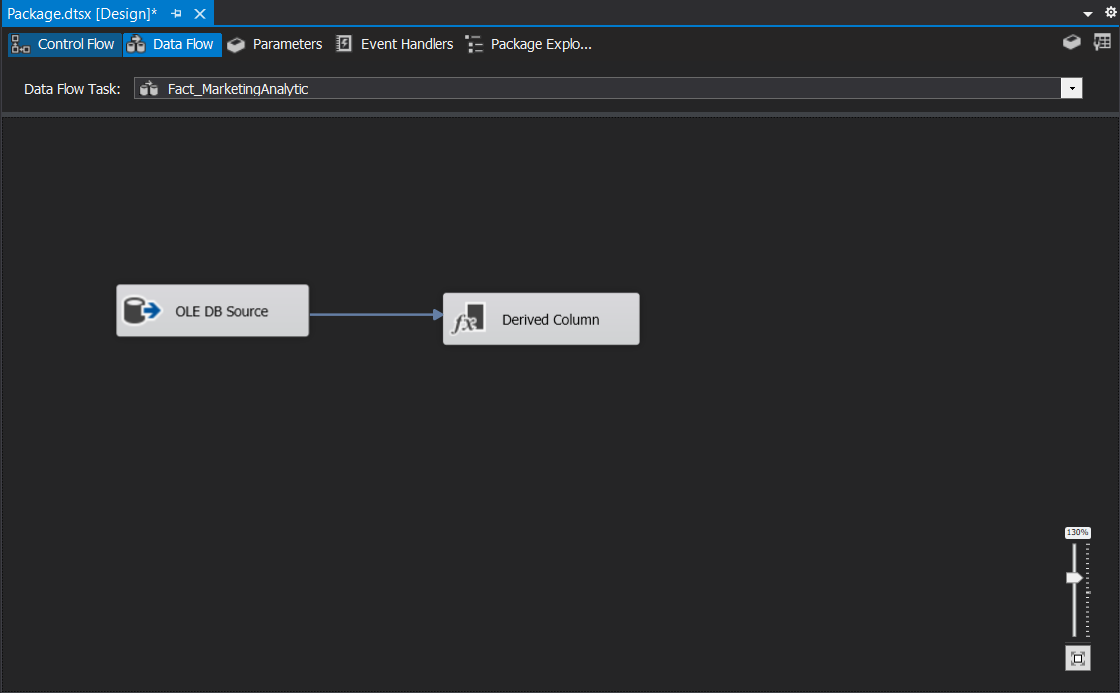 Package.dtsx [Design]*
Control Flow Data Flow Parameters Event Handlers Package Explo...
Data Flow Task: Fact_MarketingAnalytic
OLE DB Source
fx Derived Column
130%